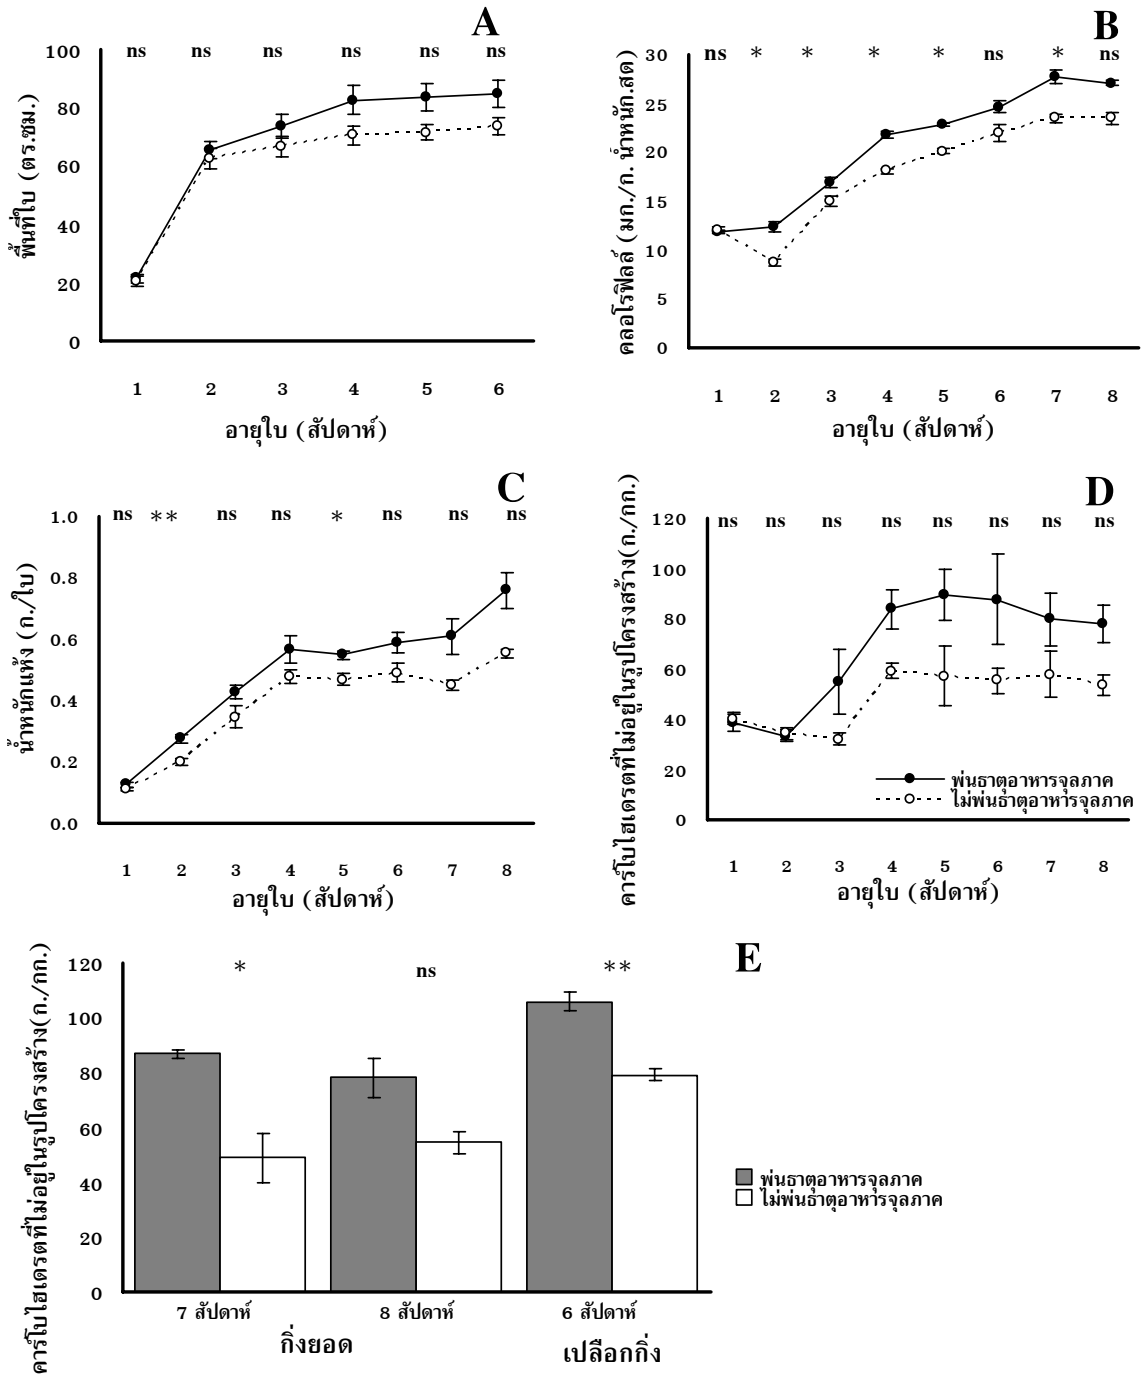 A
ns ns ns ns ns ns
100
80
60
40
20
0
พื้นที่ใบ (ตร.ซม.)
1 2 3 4 5 6
อายุใบ (สัปดาห์)
B
ns * * * * ns * ns
30
25
20
15
10
5
0
คลอโรฟิลล์ (มก./ก. น้ำหนัก.สด)
1 2 3 4 5 6 7 8
อายุใบ (สัปดาห์)
C
ns ** ns ns * ns ns ns
1.0
0.8
0.6
0.4
0.2
0.0
น้ำหนักแห้ง (ก./ใบ)
1 2 3 4 5 6 7 8
อายุใบ (สัปดาห์)
D
ns ns ns ns ns ns ns ns
120
100
80
60
40
20
0
คาร์โบไฮเดรตที่ไม่อยู่ในรูปโครงสร้าง(ก./กก.)
พ่นธาตุอาหารจุลภาค
ไม่พ่นธาตุอาหารจุลภาค
1 2 3 4 5 6 7 8
อายุใบ (สัปดาห์)
E
* ns **
120
100
80
60
40
20
0
คาร์โบไฮเดรตที่ไม่อยู่ในรูปโครงสร้าง(ก./กก.)
พ่นธาตุอาหารจุลภาค
ไม่พ่นธาตุอาหารจุลภาค
7 สัปดาห์ 8 สัปดาห์ 6 สัปดาห์
กิ่งยอด เปลือกกิ่ง